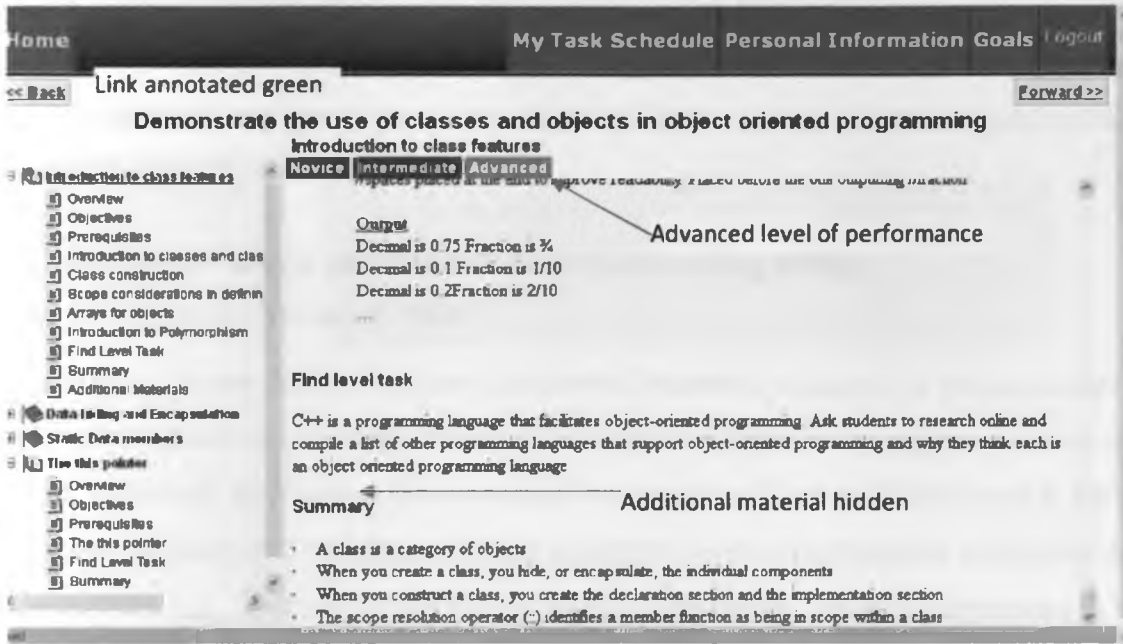 Home
My Task Schedule Personal Information Goals Logout
Link annotated green
<< Back
Forward >>
Demonstrate the use of classes and objects in object oriented programming
Introduction to class features
Novice Intermediate Advanced
Introduction to class features
Overview
Objectives
Prerequisites
Introduction to classes and clas
Class construction
Scope considerations in definin
Arrays for objects
Introduction to Polymorphism
Find Level Task
Summary
Additional Materials
Data hiding and Encapsulation
Static Data members
The this pointer
Overview
Objectives
Prerequisites
The this pointer
Find Level Task
Summary
placed at the end to improve readability. Placed before the
Output
Decimal is 0.75 Fraction is ¾
Decimal is 0.1 Fraction is 1/10
Decimal is 0.2Fraction is 2/10
....
Advanced level of performance
Find level task
C++ is a programming language that facilitates object-oriented programming. Ask students to research online and
compile a list of other programming languages that support object-oriented programming and why they think each is
an object oriented programming language
Additional material hidden
Summary
· A class is a category of objects
· When you create a class, you hide, or encapsulate, the individual components
· When you construct a class, you create the declaration section and the implementation section
· The scope resolution operator (::) identifies a member function as being in scope within a class